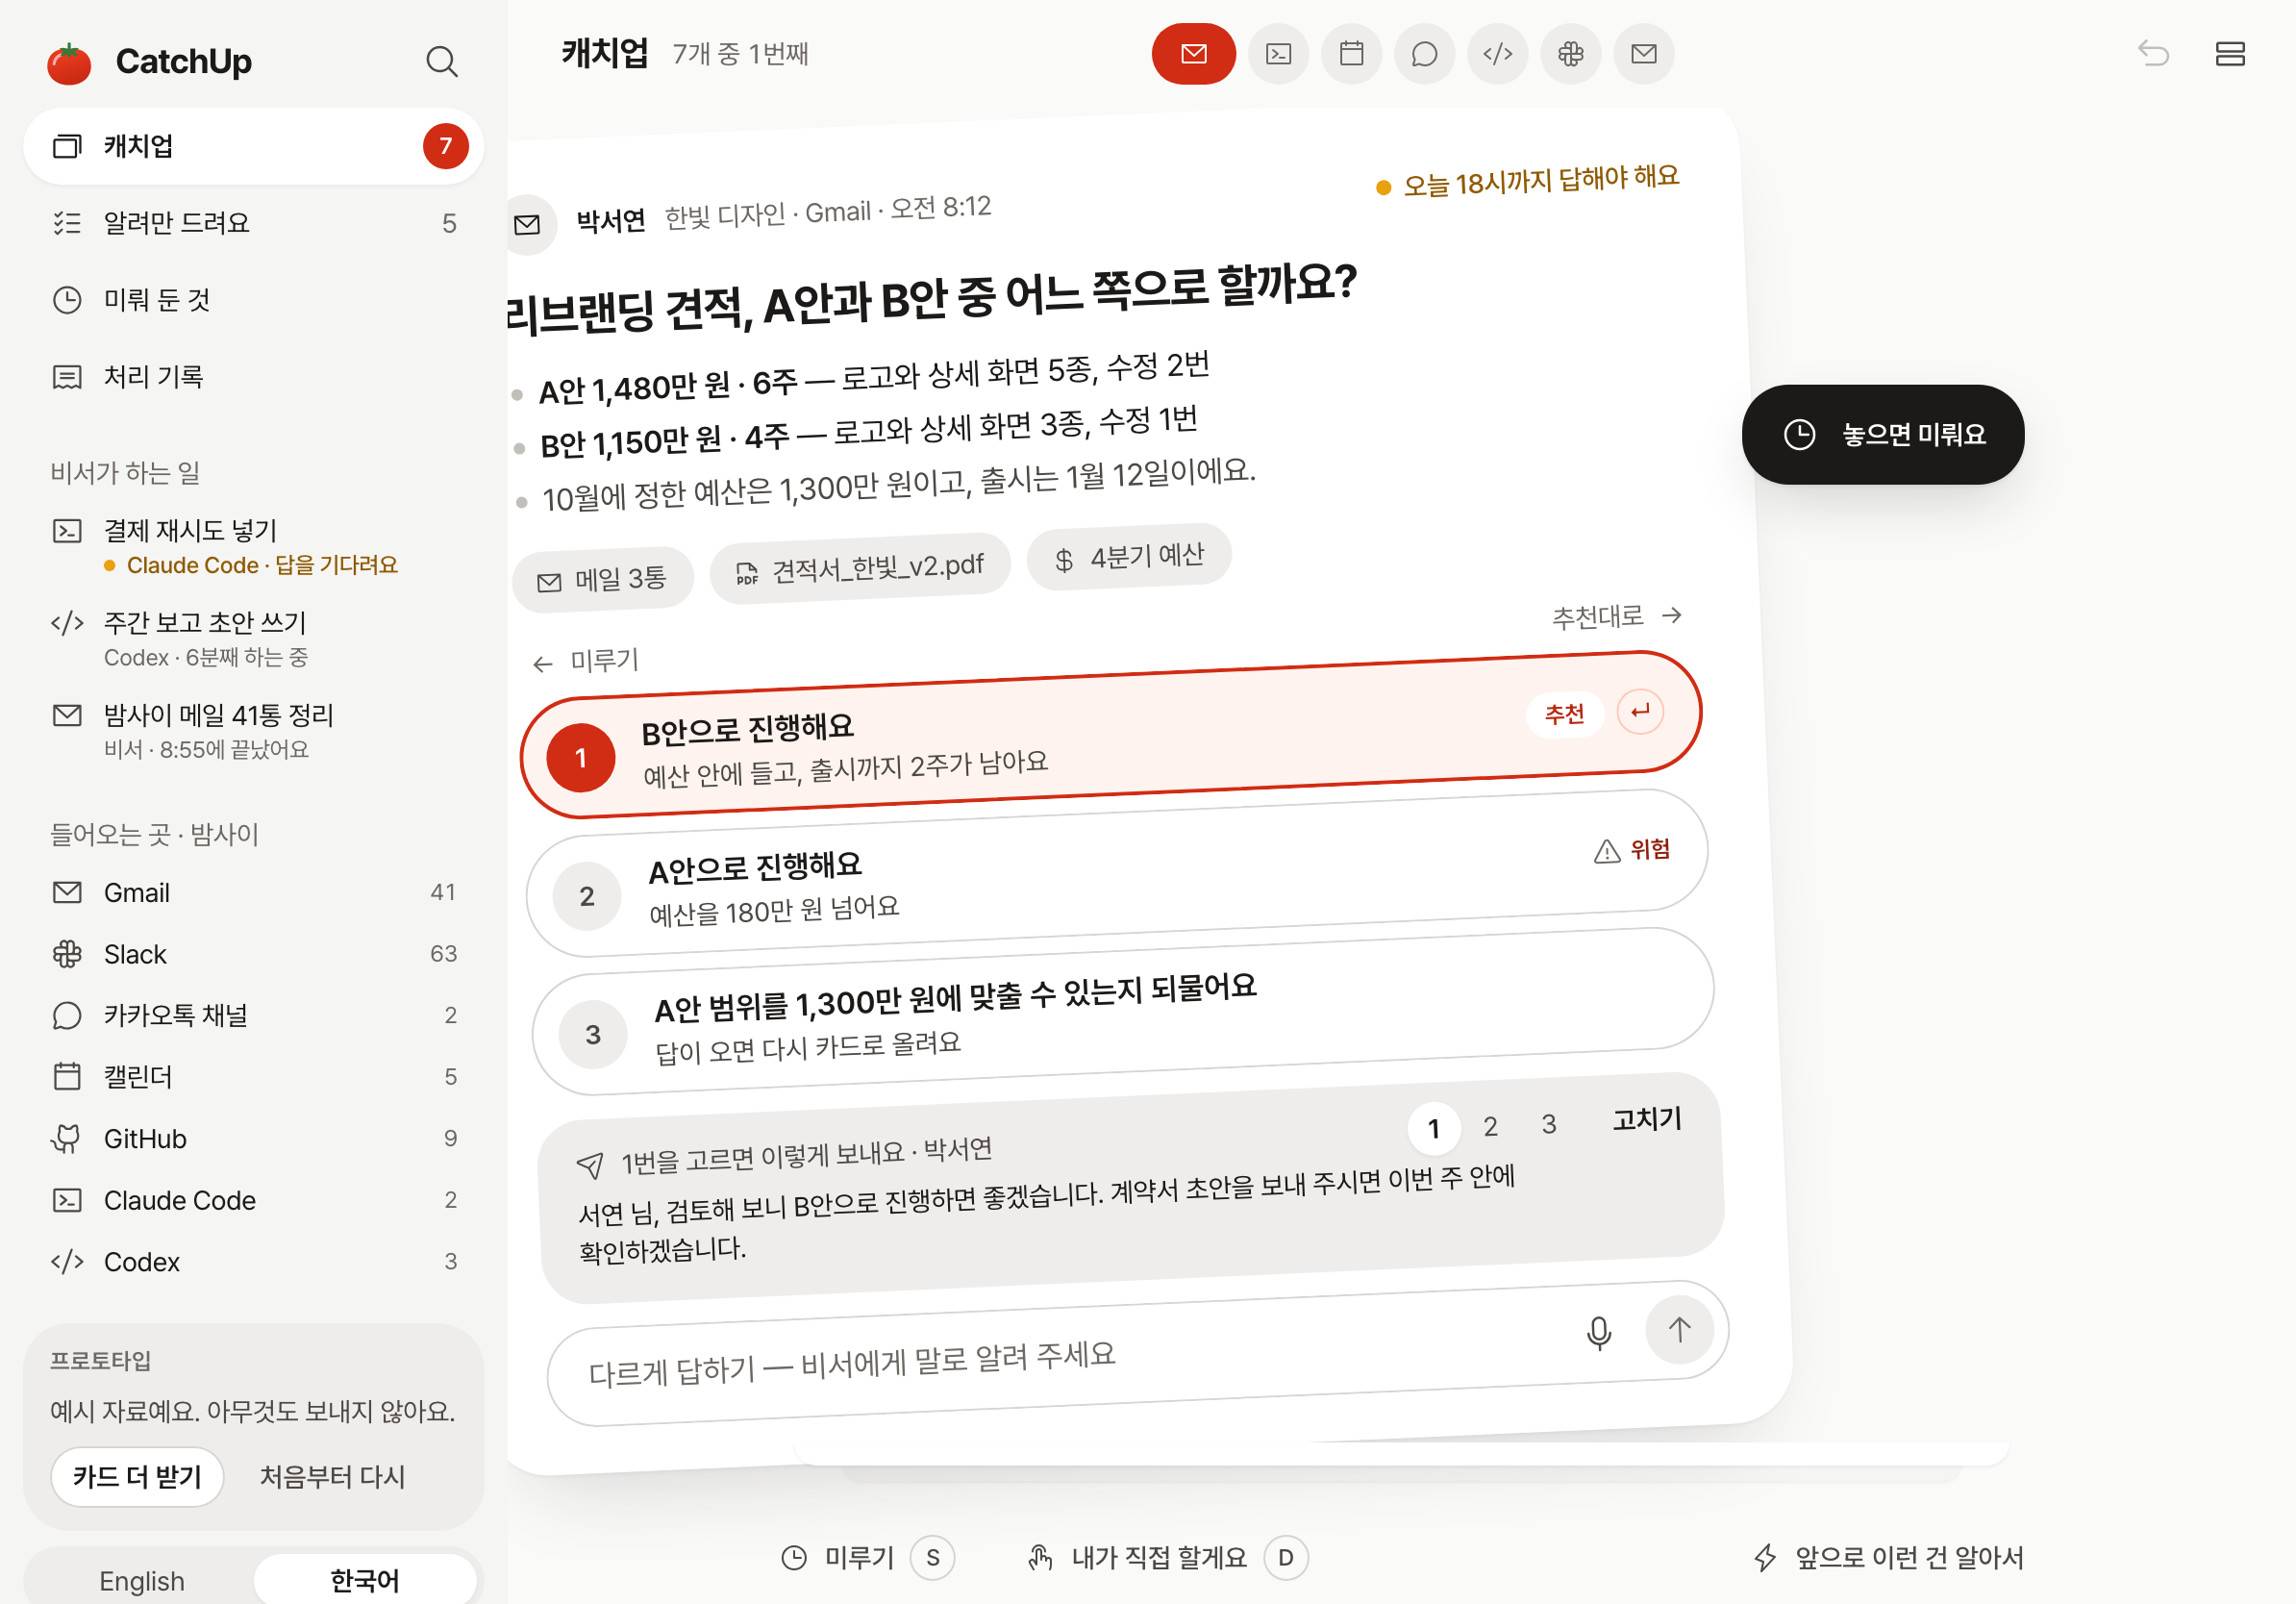 CatchUp
캐치업 7
알려만 드려요 5
미뤄 둔 것
처리 기록
비서가 하는 일
결제 재시도 넣기
Claude Code · 답을 기다려요
주간 보고 초안 쓰기
Codex · 6분째 하는 중
밤사이 메일 41통 정리
비서 · 8:55에 끝났어요
들어오는 곳 · 밤사이
Gmail 41
Slack 63
카카오톡 채널 2
캘린더 5
GitHub 9
Claude Code 2
Codex 3
프로토타입
예시 자료예요. 아무것도 보내지 않아요.
카드 더 받기 처음부터 다시
English 한국어
캐치업 7개 중 1번째
박서연 한빛 디자인 · Gmail · 오전 8:12
오늘 18시까지 답해야 해요
리브랜딩 견적, A안과 B안 중 어느 쪽으로 할까요?
A안 1,480만 원 · 6주 — 로고와 상세 화면 5종, 수정 2번
B안 1,150만 원 · 4주 — 로고와 상세 화면 3종, 수정 1번
10월에 정한 예산은 1,300만 원이고, 출시는 1월 12일이에요.
메일 3통 PDF 견적서_한빛_v2.pdf 4분기 예산
← 미루기 추천대로 →
1 B안으로 진행해요 추천
예산 안에 들고, 출시까지 2주가 남아요
2 A안으로 진행해요 위험
예산을 180만 원 넘어요
3 A안 범위를 1,300만 원에 맞출 수 있는지 되물어요
답이 오면 다시 카드로 올려요
1번을 고르면 이렇게 보내요 · 박서연 1 2 3 고치기
서연 님, 검토해 보니 B안으로 진행하면 좋겠습니다. 계약서 초안을 보내 주시면 이번 주 안에
확인하겠습니다.
다르게 답하기 — 비서에게 말로 알려 주세요
놓으면 미뤄요
미루기 S 내가 직접 할게요 D 앞으로 이런 건 알아서